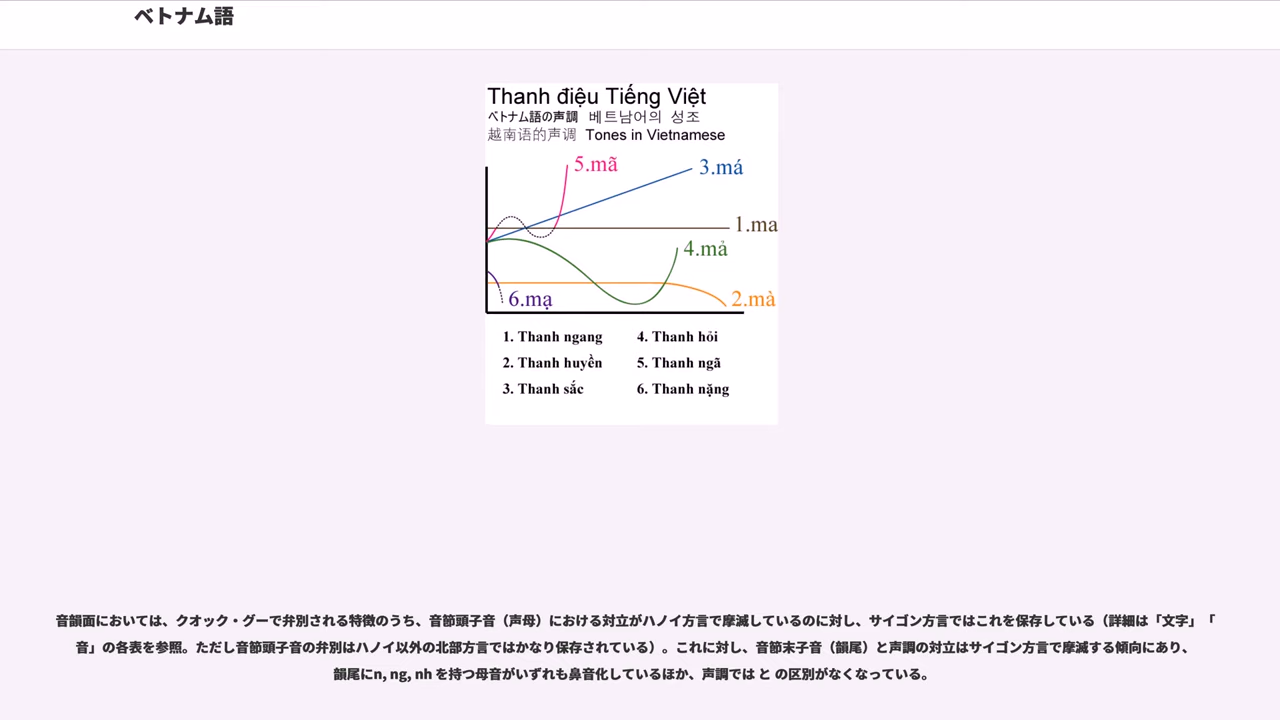 ベトナム語
Thanh điệu Tiếng Việt
ベトナム語の声調 베트남어의 성조
越南语的声调 Tones in Vietnamese
5.mã
3.má
1.ma
4.mả
6.mạ
2.mà
1. Thanh ngang 4. Thanh hỏi
2. Thanh huyền 5. Thanh ngã
3. Thanh sắc 6. Thanh nặng
音韻面においては、クオック・グーで弁別される特徴のうち、音節頭子音（声母）における対立がハノイ方言で摩滅しているのに対し、サイゴン方言ではこれを保存している（詳細は「文字」「
音」の各表を参照。ただし音節頭子音の弁別はハノイ以外の北部方言ではかなり保存されている）。これに対し、音節末子音（韻尾）と声調の対立はサイゴン方言で摩滅する傾向にあり、
韻尾にn, ng, nh を持つ母音がいずれも鼻音化しているほか、声調では と の区別がなくなっている。